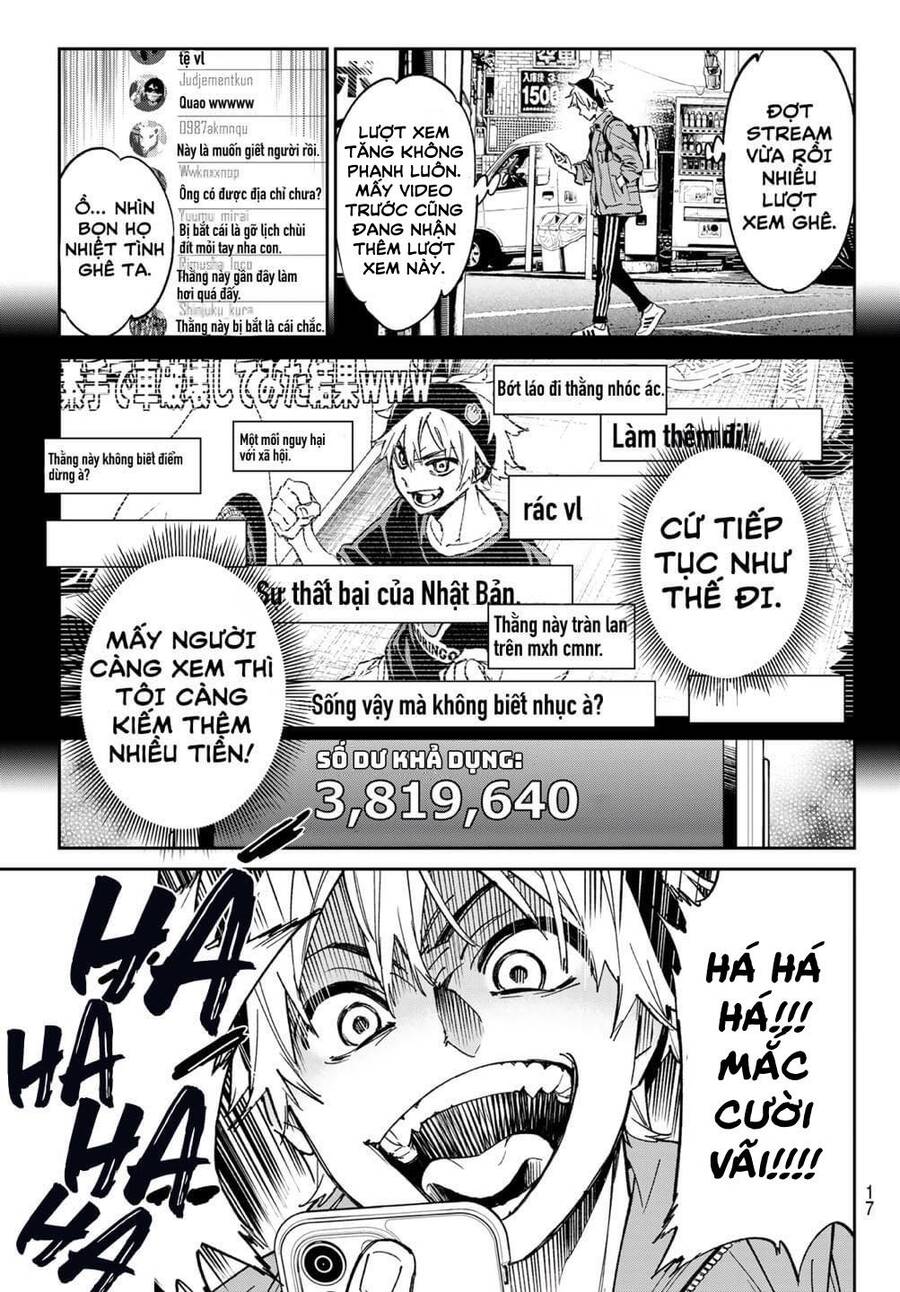 ĐỢT
STREAM
VỪA RỒI
NHIỀU
LƯỢT
XEM GHÊ.
入庫後
1500
LƯỢT XEM
TĂNG KHÔNG
PHANH LUÔN.
MẤY VIDEO
TRƯỚC CŨNG
ĐANG NHẬN
THÊM LƯỢT
XEM NÀY.
tệ vl
Judjementkun
Quao wwwww
0987akmnqu
Này là muốn giết người rồi.
Wwknxxnop
Ông có được địa chỉ chưa?
Yuumu mirai
Bị bắt cái là gỡ lịch chùi
đít mỏi tay nha con.
Rimusha loco
Thằng này gần đây làm
hơi quá đấy.
Shinjuku kura
Thằng này bị bắt là cái chắc.
Ồ... NHÌN
BỌN HỌ
NHIỆT TÌNH
GHÊ TA.
素手で車破壊してみた結果www
Bớt láo đi thằng nhóc ác.
Làm thêm đi!
Một mối nguy hại
với xã hội.
Thằng này không biết điểm
dừng à?
rác vl
CỨ TIẾP
TỤC NHƯ
THẾ ĐI.
Sự thất bại của Nhật Bản.
Thằng này tràn lan
trên mxh cmnr.
Sống vậy mà không biết nhục à?
MẤY NGƯỜI
CÀNG XEM THÌ
TÔI CÀNG
KIẾM THÊM
NHIỀU TIỀN!
SỐ DƯ KHẢ DỤNG:
3,819,640
HÁ HÁ
HÁ!!!
MẮC
CƯỜI
VÃI!!!!
HA
HA
HA
HA
17